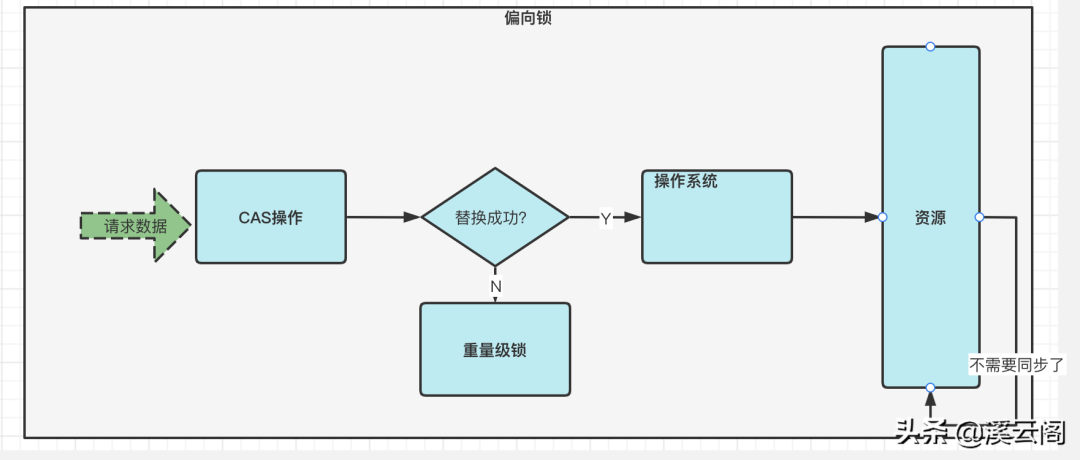 偏向锁
请求数据
CAS操作
替换成功?
Y
操作系统
资源
N
重量级锁
不需要同步了
头条 @溪云阁